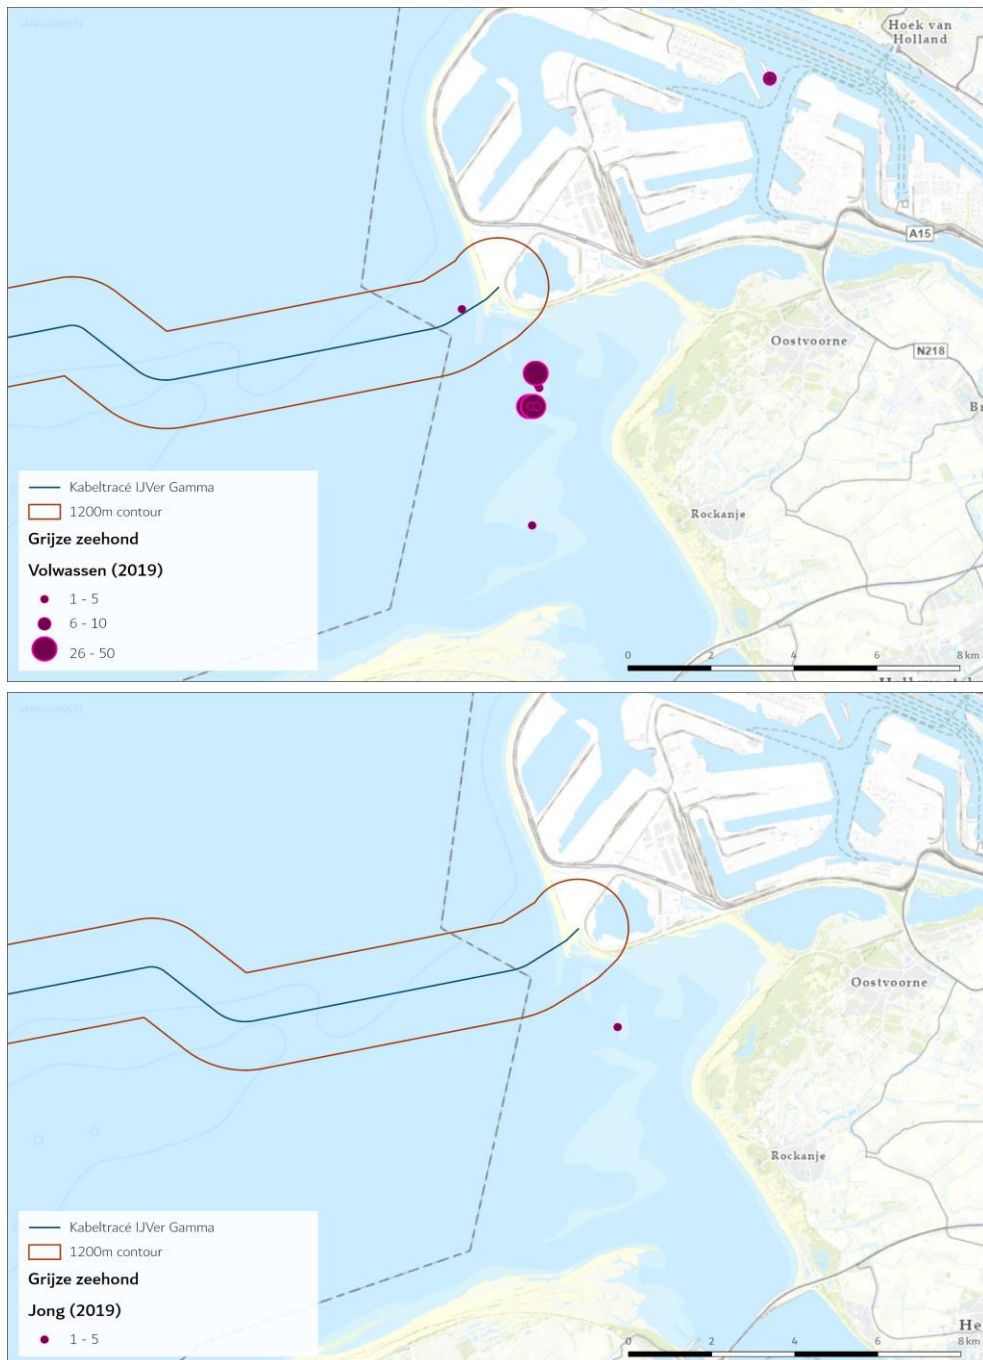 Hoek van
Holland
A15
Oostvoorne
N218
Rockanje
Kabeltracé IJVer Gamma
1200m contour
Grijze zeehond
Volwassen (2019)
1 - 5
6 - 10
26 - 50
0 2 4 6 8 km
Oostvoorne
Rockanje
Kabeltracé IJVer Gamma
1200m contour
Grijze zeehond
Jong (2019)
1 - 5
He
0 2 4 6 8 km